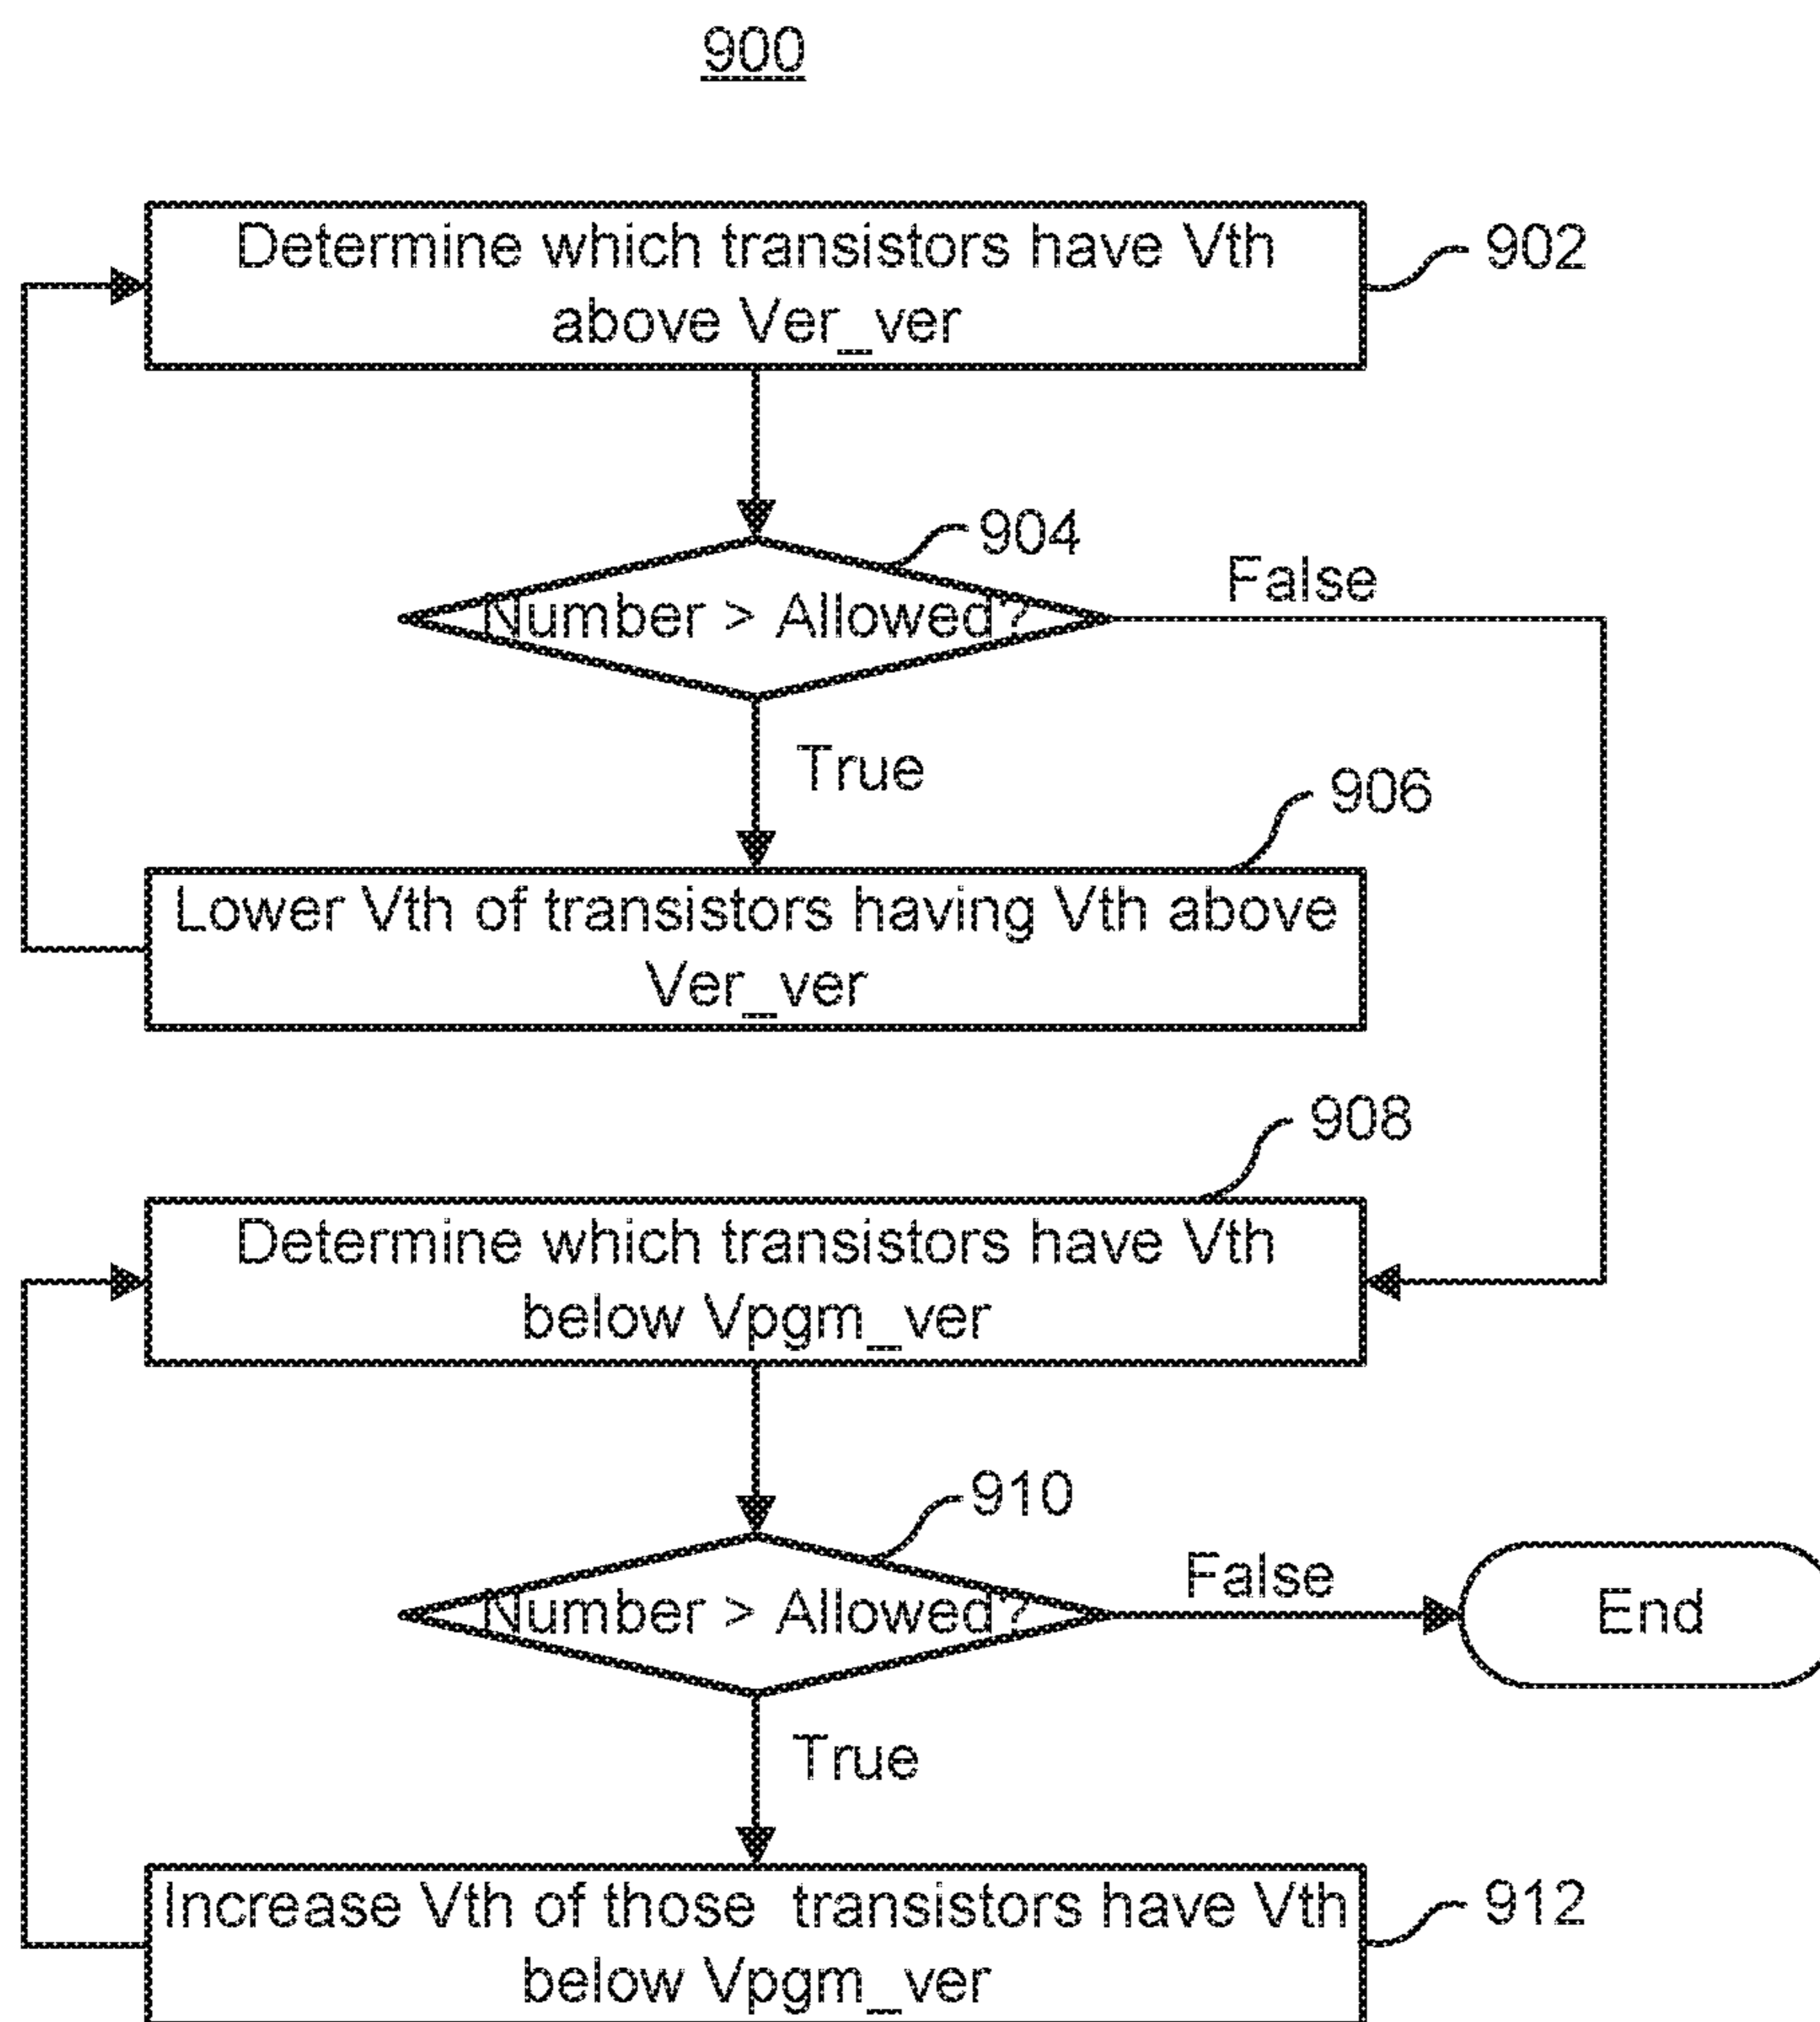 900
Determine which transistors have Vth
above Ver_ver
902
904
Number > Allowed?
False
True
906
Lower Vth of transistors having Vth above
Ver_ver
908
Determine which transistors have Vth
below Vpgm_ver
910
Number > Allowed?
False
End
True
Increase Vth of those transistors have Vth
below Vpgm_ver
912